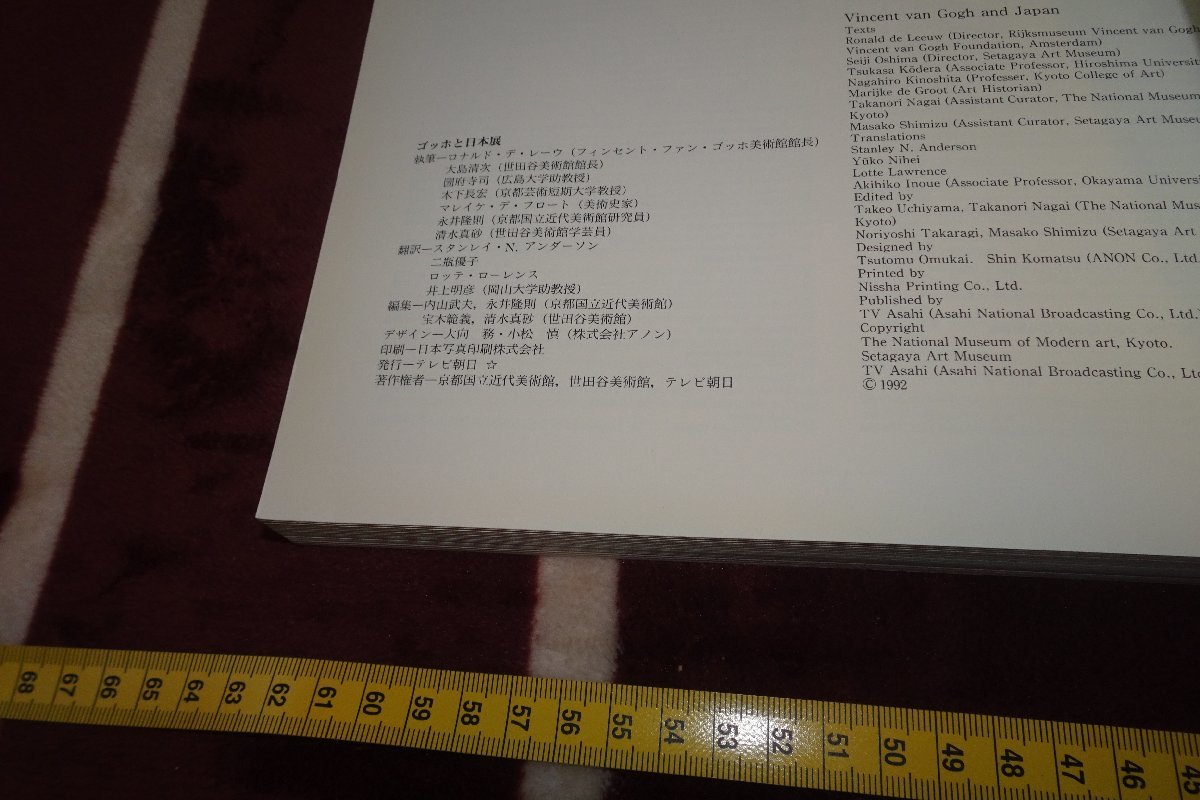 ゴッホと日本展
執筆―ロナルド・デ・レーウ(フィンセント・ファン・ゴッホ美術館館長)
大島清次(世田谷美術館館長)
圀府寺司(広島大学助教授)
木下長宏(京都芸術短期大学教授)
マレイケ・デ・フロート(美術史家)
永井隆則(京都国立近代美術館研究員)
清水真砂(世田谷美術館学芸員)
翻訳―スタンレイ・N. アンダーソン
二瓶優子
ロッテ・ローレンス
井上明彦(岡山大学助教授)
編集―内山武夫, 永井隆則(京都国立近代美術館)
宝木範義, 清水真砂(世田谷美術館)
デザイン―大向 務・小松 慎(株式会社アノン)
印刷―日本写真印刷株式会社
発行―テレビ朝日 ☆
著作権者―京都国立近代美術館, 世田谷美術館, テレビ朝日
Vincent van Gogh and Japan
Texts
Ronald de Leeuw (Director, Rijksmuseum Vincent van Gogh
Vincent van Gogh Foundation, Amsterdam)
Seiji Oshima (Director, Setagaya Art Museum)
Tsukasa Kōdera (Associate Professor, Hiroshima Universit
Nagahiro Kinoshita (Professer, Kyoto College of Art)
Marijke de Groot (Art Historian)
Takanori Nagai (Assistant Curator, The National Museum
Kyoto)
Masako Shimizu (Assistant Curator, Setagaya Art Muse
Translations
Stanley N. Anderson
Yūko Nihei
Lotte Lawrence
Akihiko Inoue (Associate Professor, Okayama Universi
Edited by
Takeo Uchiyama, Takanori Nagai (The National Mus
Kyoto)
Noriyoshi Takaragi, Masako Shimizu (Setagaya Art
Designed by
Tsutomu Omukai. Shin Komatsu (ANON Co., Ltd.
Printed by
Nissha Printing Co., Ltd.
Published by
TV Asahi (Asahi National Broadcasting Co., Ltd.
Copyright
The National Museum of Modern art, Kyoto.
Setagaya Art Museum
TV Asahi (Asahi National Broadcasting Co., Lt
© 1992
68 67 66 65 64 63 62 61 60 59 58 57 56 55 54 53 52 51 50 49 48 47 46 45